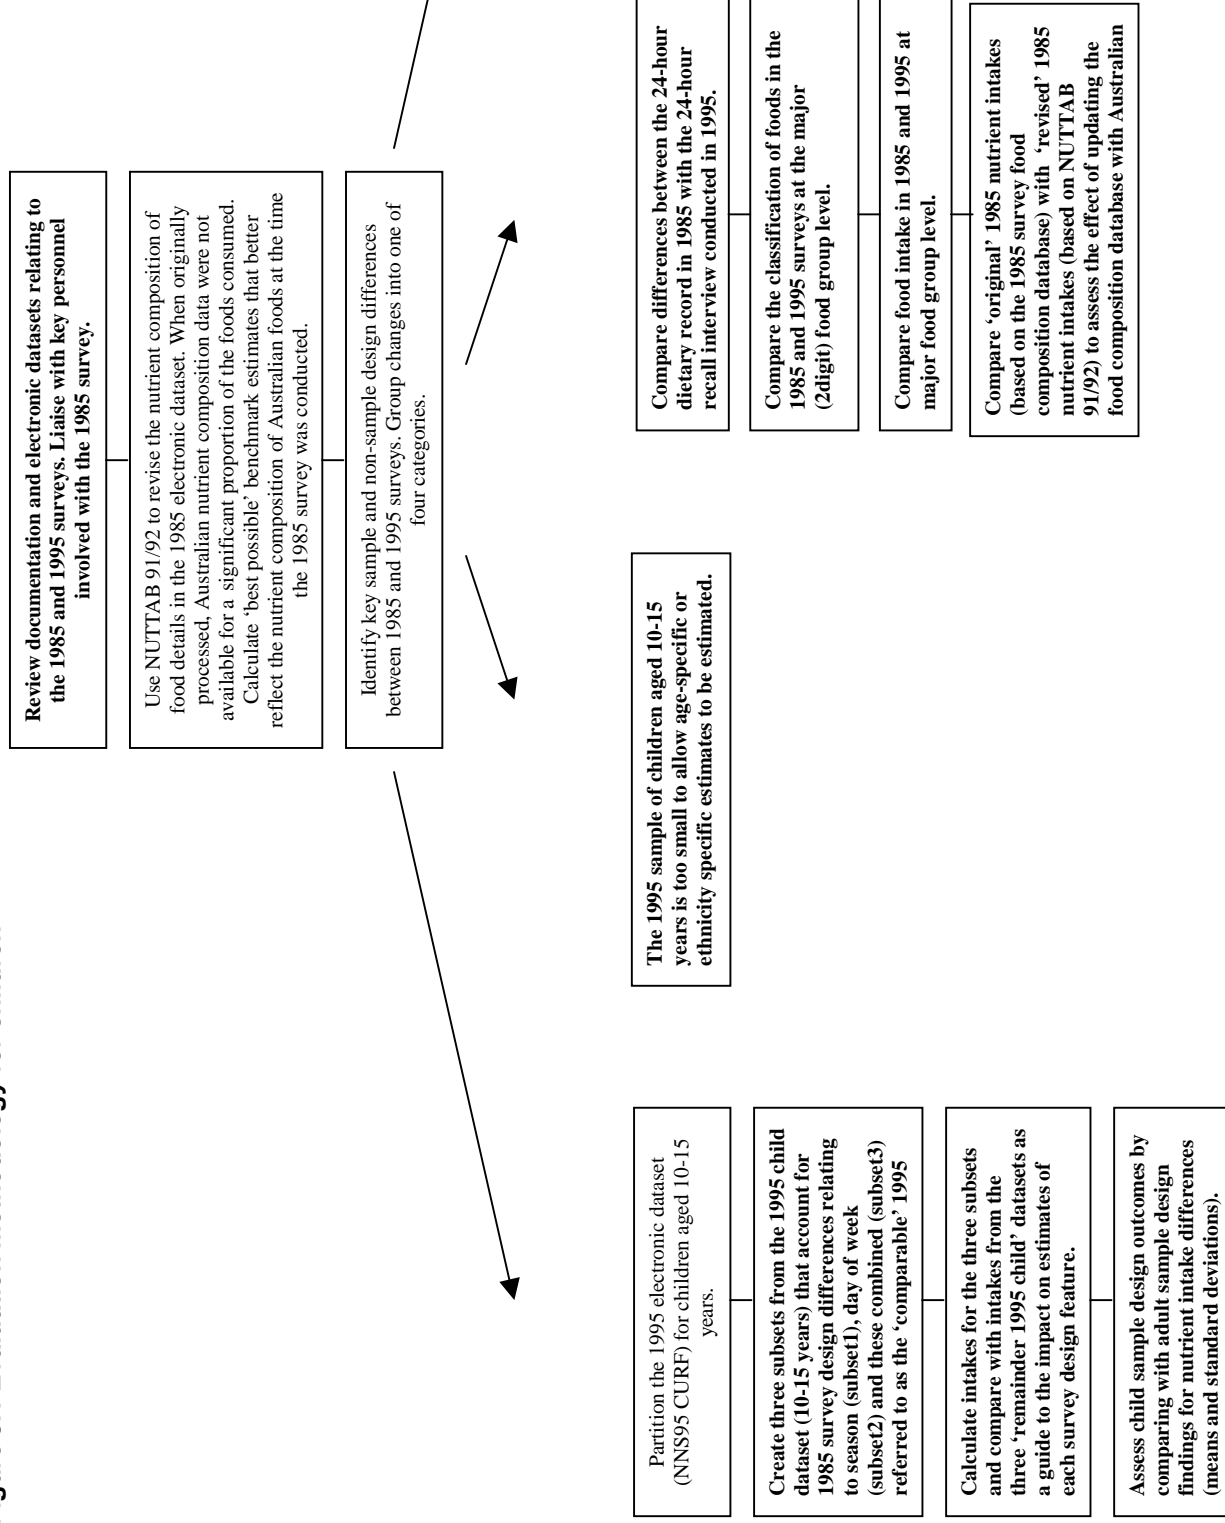 Review documentation and electronic datasets relating to
the 1985 and 1995 surveys. Liaise with key personnel
involved with the 1985 survey.
Use NUTTAB 91/92 to revise the nutrient composition of
food details in the 1985 electronic dataset. When originally
processed, Australian nutrient composition data were not
available for a significant proportion of the foods consumed.
Calculate ‘best possible’ benchmark estimates that better
reflect the nutrient composition of Australian foods at the time
the 1985 survey was conducted.
Identify key sample and non-sample design differences
between 1985 and 1995 surveys. Group changes into one of
four categories.
Partition the 1995 electronic dataset
(NNS95 CURF) for children aged 10-15
years.
Create three subsets from the 1995 child
dataset (10-15 years) that account for
1985 survey design differences relating
to season (subset1), day of week
(subset2) and these combined (subset3)
referred to as the ‘comparable’ 1995
Calculate intakes for the three subsets
and compare with intakes from the
three ‘remainder 1995 child’ datasets as
a guide to the impact on estimates of
each survey design feature.
Assess child sample design outcomes by
comparing with adult sample design
findings for nutrient intake differences
(means and standard deviations).
The 1995 sample of children aged 10-15
years is too small to allow age-specific or
ethnicity specific estimates to be estimated.
Compare differences between the 24-hour
dietary record in 1985 with the 24-hour
recall interview conducted in 1995.
Compare the classification of foods in the
1985 and 1995 surveys at the major
(2digit) food group level.
Compare food intake in 1985 and 1995 at
major food group level.
Compare ‘original’ 1985 nutrient intakes
(based on the 1985 survey food
composition database) with ‘revised’ 1985
nutrient intakes (based on NUTTAB
91/92) to assess the effect of updating the
food composition database with Australian